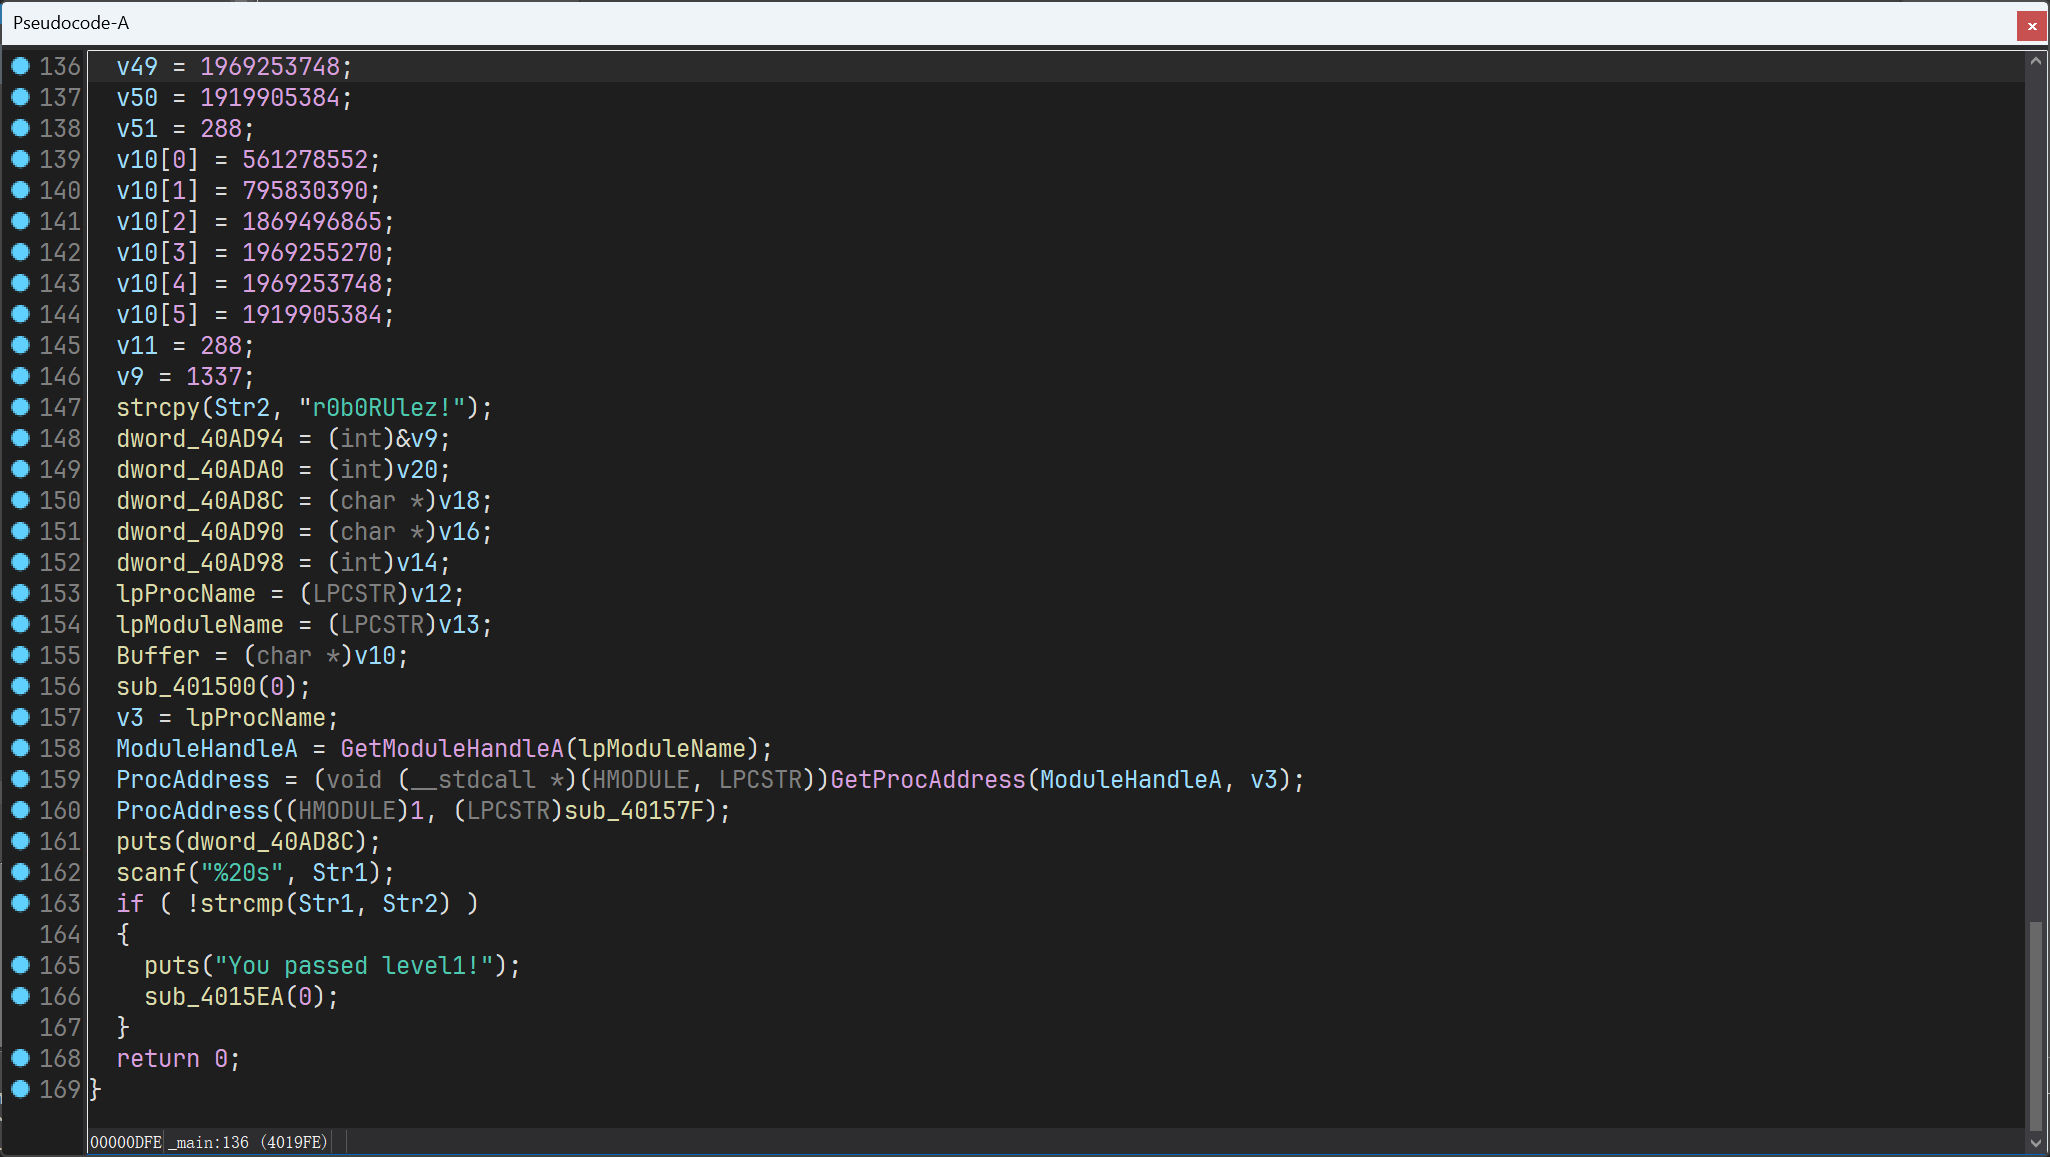 Pseudocode-A
136 v49 = 1969253748;
137 v50 = 1919905384;
138 v51 = 288;
139 v10[0] = 561278552;
140 v10[1] = 795830390;
141 v10[2] = 1869496865;
142 v10[3] = 1969255270;
143 v10[4] = 1969253748;
144 v10[5] = 1919905384;
145 v11 = 288;
146 v9 = 1337;
147 strcpy(Str2, "r0b0RUlez!");
148 dword_40AD94 = (int)&v9;
149 dword_40ADA0 = (int)v20;
150 dword_40AD8C = (char *)v18;
151 dword_40AD90 = (char *)v16;
152 dword_40AD98 = (int)v14;
153 lpProcName = (LPCSTR)v12;
154 lpModuleName = (LPCSTR)v13;
155 Buffer = (char *)v10;
156 sub_401500(0);
157 v3 = lpProcName;
158 ModuleHandleA = GetModuleHandleA(lpModuleName);
159 ProcAddress = (void (__stdcall *)(HMODULE, LPCSTR))GetProcAddress(ModuleHandleA, v3);
160 ProcAddress((HMODULE)1, (LPCSTR)sub_40157F);
161 puts(dword_40AD8C);
162 scanf("%20s", Str1);
163 if ( !strcmp(Str1, Str2) )
164 {
165 puts("You passed level1!");
166 sub_4015EA(0);
167 }
168 return 0;
169 }
00000DFE _main:136 (4019FE)